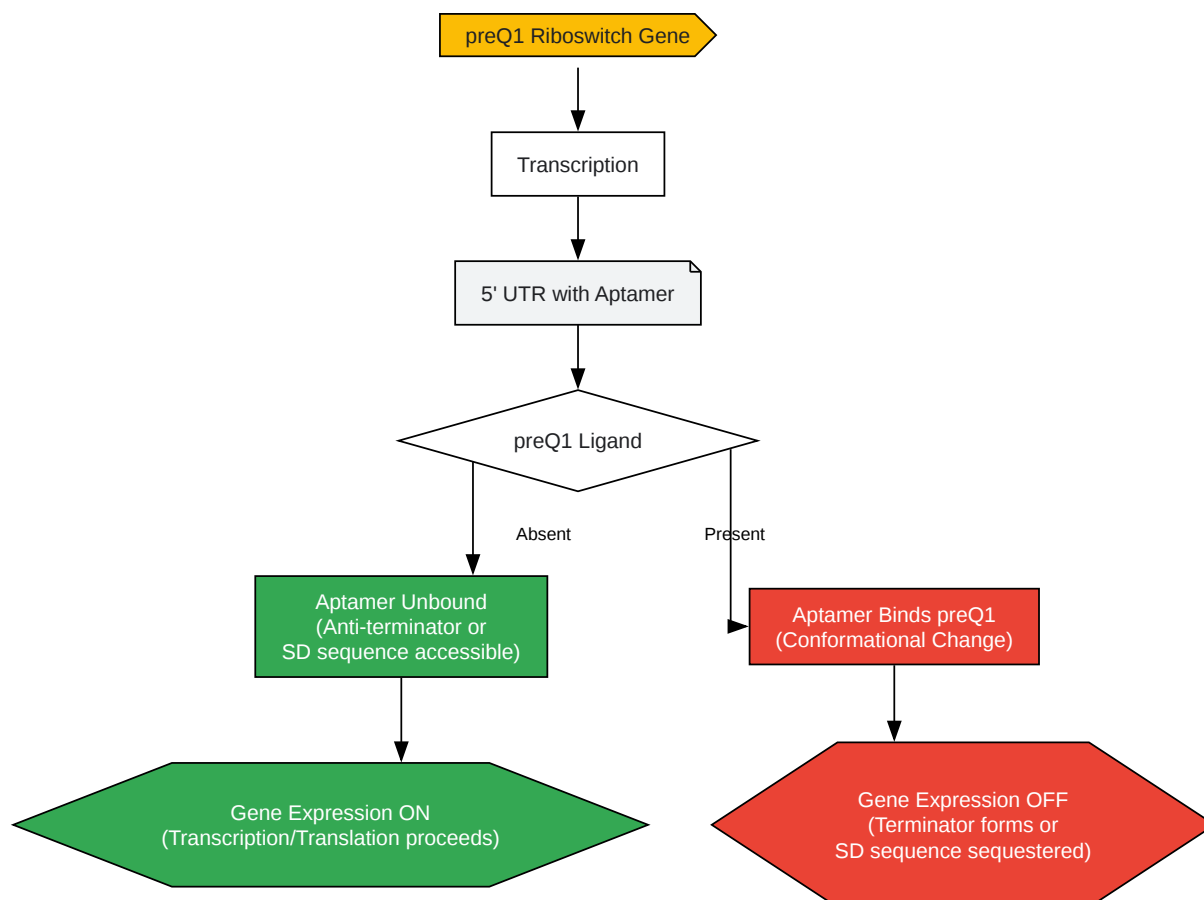 preQ1 Riboswitch Gene
Transcription
5' UTR with Aptamer
preQ1 Ligand
Absent
Present
Aptamer Unbound
(Anti-terminator or
SD sequence accessible)
Aptamer Binds preQ1
(Conformational Change)
Gene Expression ON
(Transcription/Translation proceeds)
Gene Expression OFF
(Terminator forms or
SD sequence sequestered)